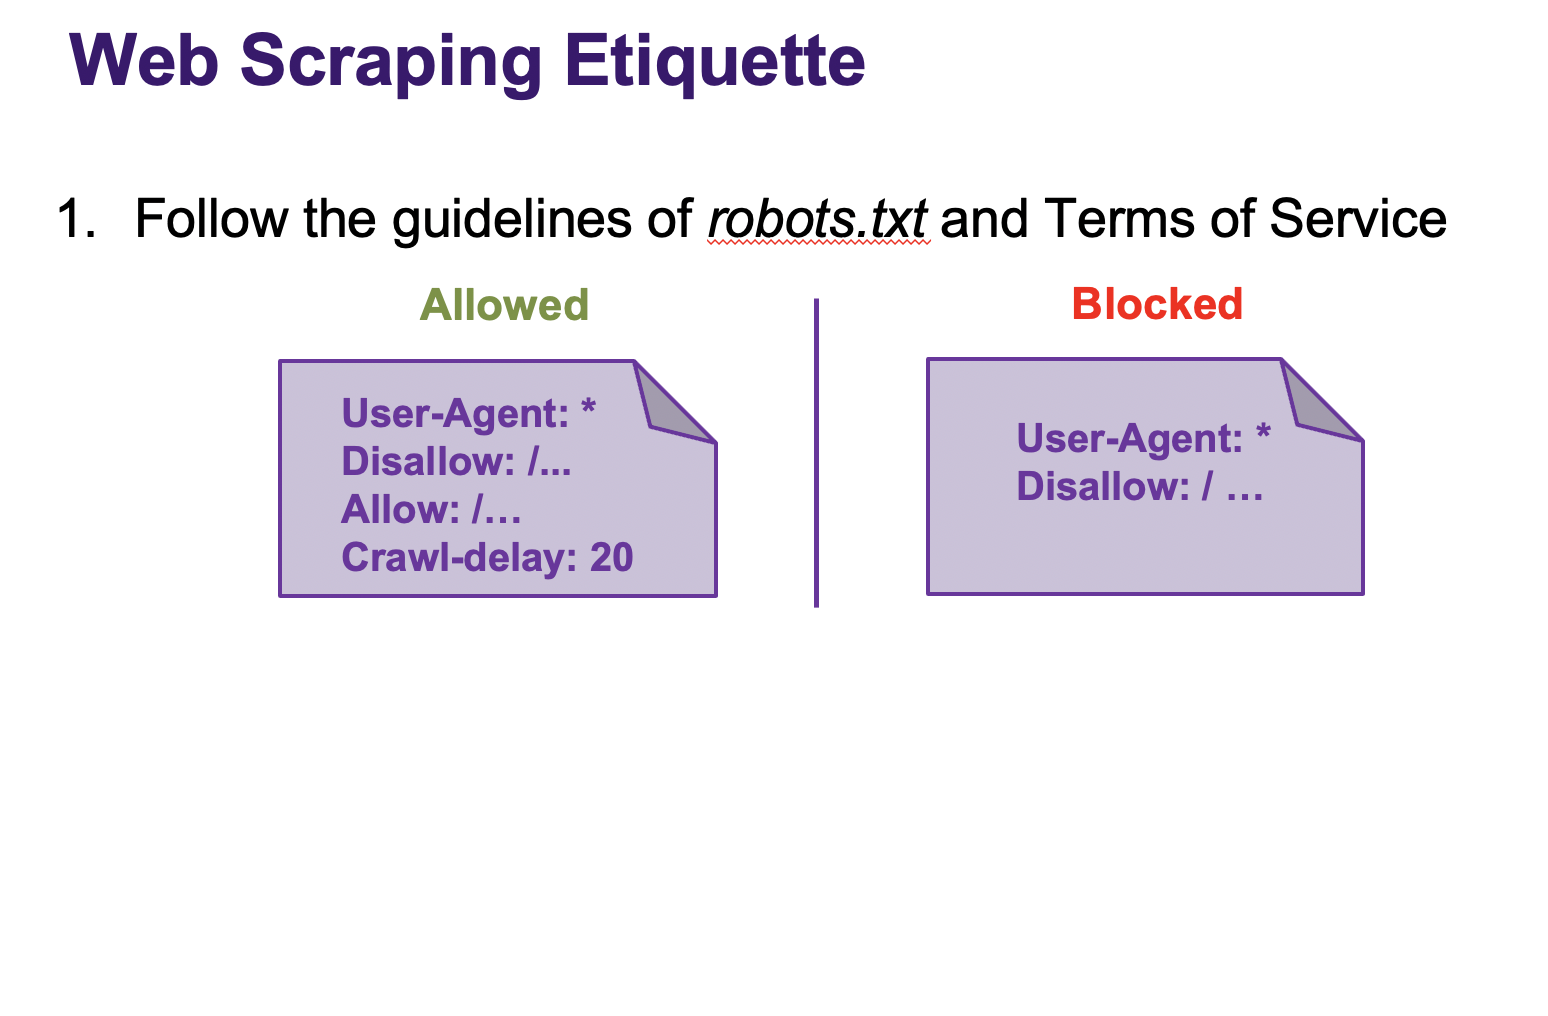 Web Scraping Etiquette
1. Follow the guidelines of robots.txt and Terms of Service
Allowed
User-Agent: *
Disallow: /...
Allow: /…
Crawl-delay: 20
Blocked
User-Agent: *
Disallow: / …